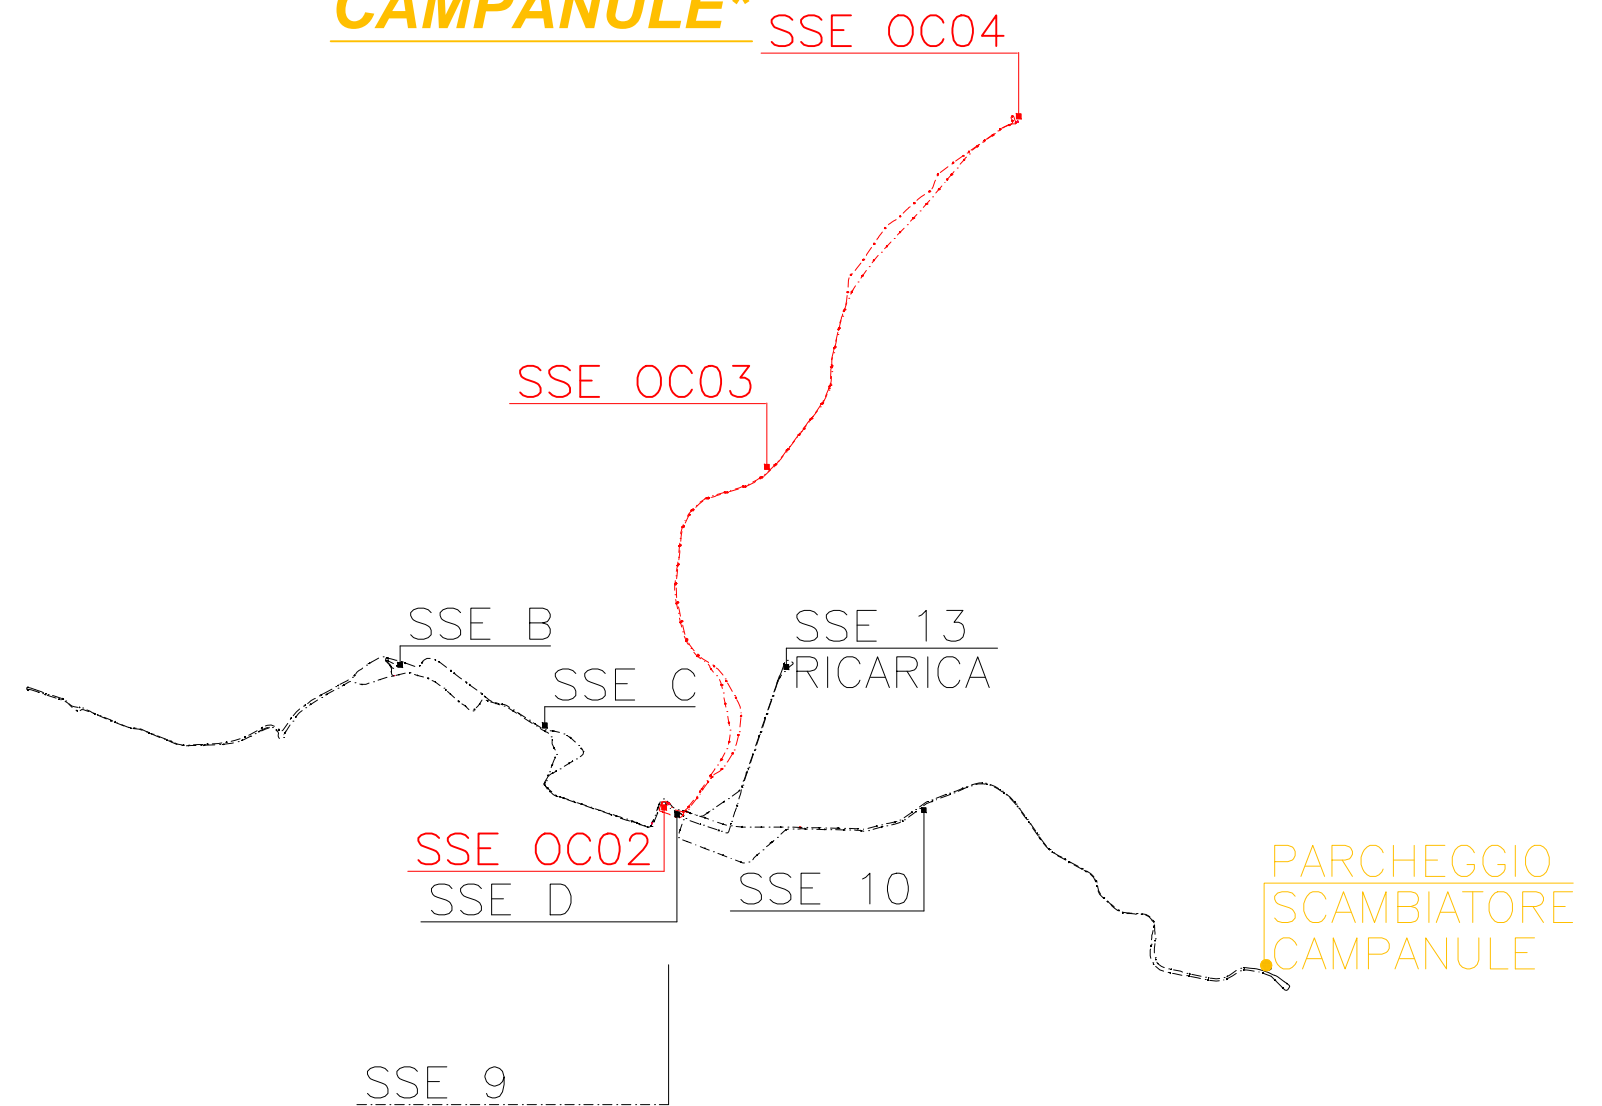 CAMPANULE"
SSE OC04
SSE OC03
SSE B
SSE 13
RICARICA
SSE C
SSE OC02
SSE D
SSE 10
PARCHEGGIO
SCAMBIATORE
CAMPANULE
SSE 9